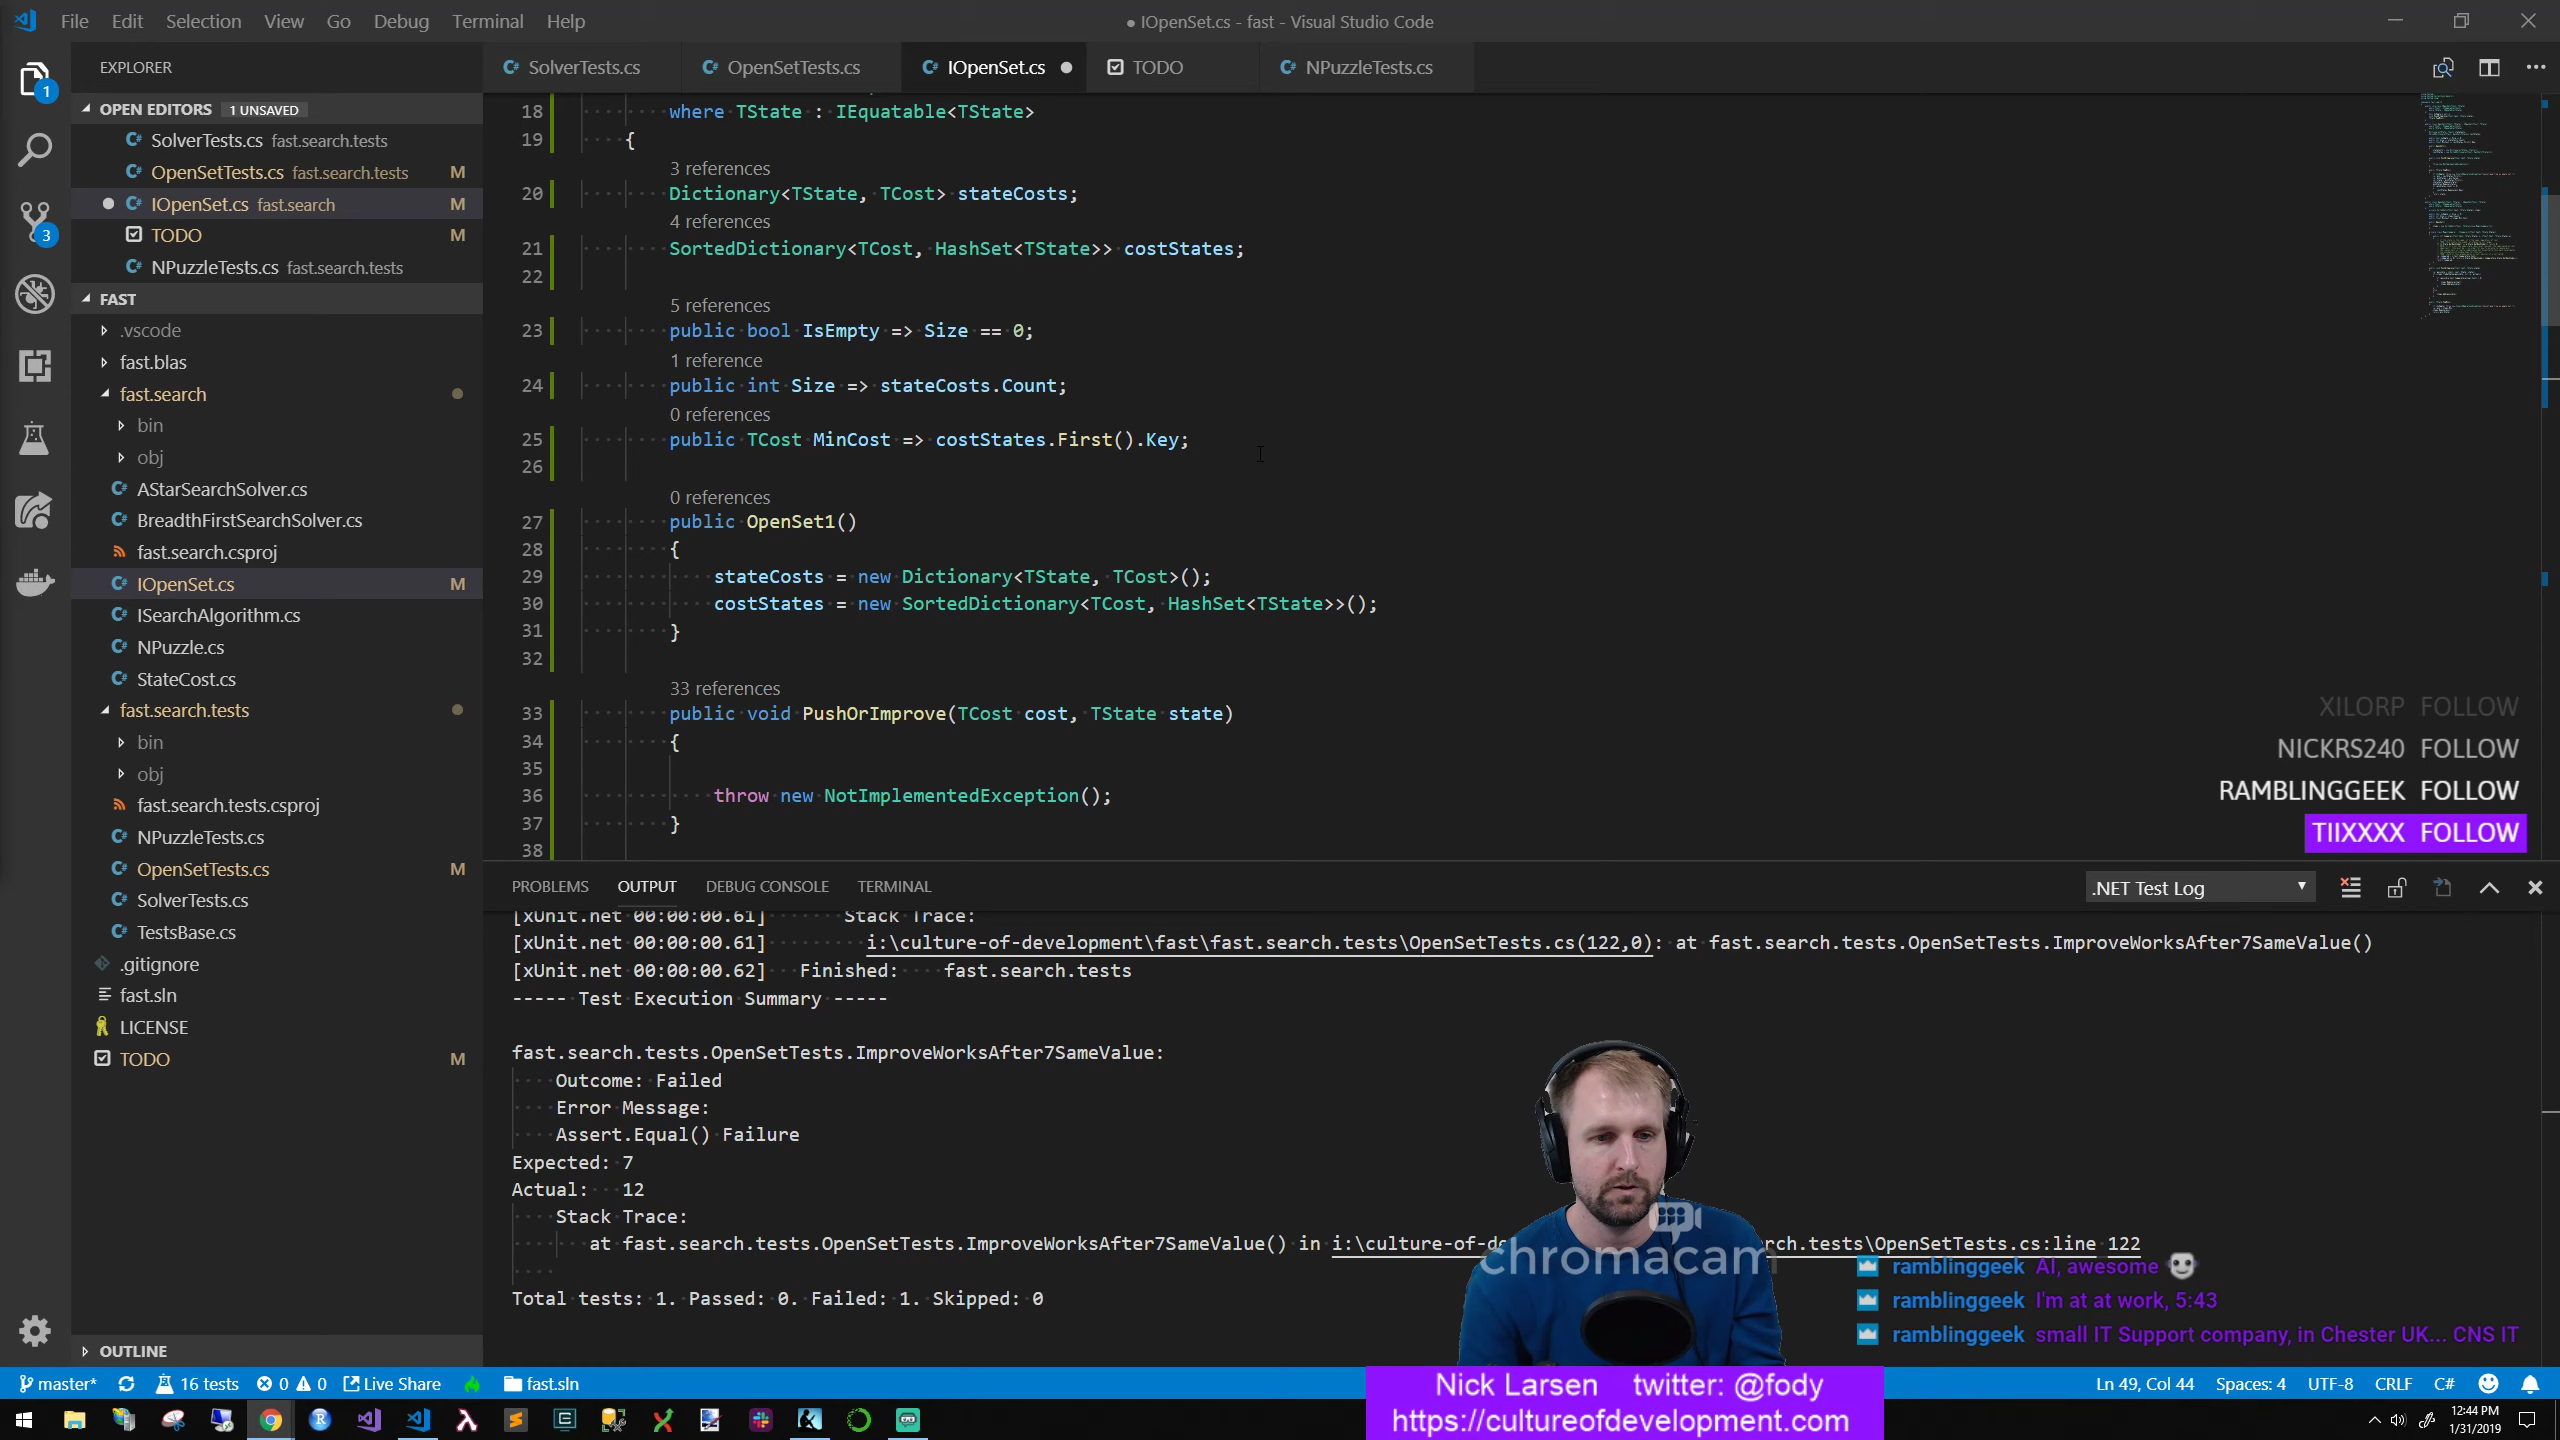 File Edit Selection View Go Debug Terminal Help
● IOpenSet.cs - fast - Visual Studio Code
EXPLORER
OPEN EDITORS 1 UNSAVED
SolverTests.cs fast.search.tests
OpenSetTests.cs fast.search.tests M
IOpenSet.cs fast.search M
TODO M
NPuzzleTests.cs fast.search.tests
FAST
.vscode
fast.blas
fast.search
bin
obj
AStarSearchSolver.cs
BreadthFirstSearchSolver.cs
fast.search.csproj
IOpenSet.cs M
ISearchAlgorithm.cs
NPuzzle.cs
StateCost.cs
fast.search.tests
bin
obj
fast.search.tests.csproj
NPuzzleTests.cs
OpenSetTests.cs M
SolverTests.cs
TestsBase.cs
.gitignore
fast.sln
LICENSE
TODO M
OUTLINE
1
3
SolverTests.cs OpenSetTests.cs IOpenSet.cs TODO NPuzzleTests.cs
18 where TState : IEquatable<TState>
19 {
3 references
20 Dictionary<TState, TCost> stateCosts;
4 references
21 SortedDictionary<TCost, HashSet<TState>> costStates;
22
5 references
23 public bool IsEmpty => Size == 0;
1 reference
24 public int Size => stateCosts.Count;
0 references
25 public TCost MinCost => costStates.First().Key;
26
0 references
27 public OpenSet1()
28 {
29 stateCosts = new Dictionary<TState, TCost>();
30 costStates = new SortedDictionary<TCost, HashSet<TState>>();
31 }
32
33 references
33 public void PushOrImprove(TCost cost, TState state)
34 {
35
36 throw new NotImplementedException();
37 }
38
XILORP FOLLOW
NICKRS240 FOLLOW
RAMBLINGGEEK FOLLOW
TIIXXXX FOLLOW
PROBLEMS OUTPUT DEBUG CONSOLE TERMINAL
.NET Test Log
[xUnit.net 00:00:00.61] Stack Trace:
[xUnit.net 00:00:00.61] i:\culture-of-development\fast\fast.search.tests\OpenSetTests.cs(122,0): at fast.search.tests.OpenSetTests.ImproveWorksAfter7SameValue()
[xUnit.net 00:00:00.62] Finished: fast.search.tests
----- Test Execution Summary -----
fast.search.tests.OpenSetTests.ImproveWorksAfter7SameValue:
Outcome: Failed
Error Message:
Assert.Equal() Failure
Expected: 7
Actual: 12
Stack Trace:
at fast.search.tests.OpenSetTests.ImproveWorksAfter7SameValue() in i:\culture-of-de rch.tests\OpenSetTests.cs:line 122
Total tests: 1. Passed: 0. Failed: 1. Skipped: 0
chromacam
ramblinggeek AI, awesome
ramblinggeek I'm at at work, 5:43
ramblinggeek small IT Support company, in Chester UK... CNS IT
master* 16 tests 0 0 Live Share fast.sln
Ln 49, Col 44 Spaces: 4 UTF-8 CRLF C#
Nick Larsen twitter: @fody
https://cultureofdevelopment.com
12:44 PM
1/31/2019